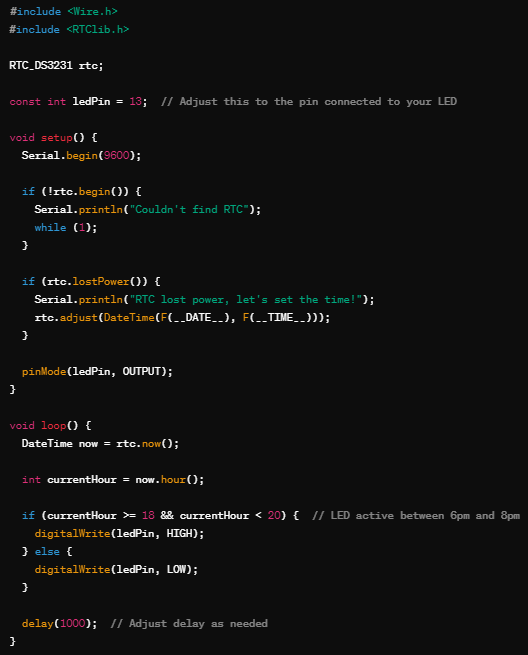 #include <Wire.h>
#include <RTClib.h>

RTC_DS3231 rtc;

const int ledPin = 13;  // Adjust this to the pin connected to your LED

void setup() {
  Serial.begin(9600);

  if (!rtc.begin()) {
    Serial.println("Couldn't find RTC");
    while (1);
  }

  if (rtc.lostPower()) {
    Serial.println("RTC lost power, let's set the time!");
    rtc.adjust(DateTime(F(__DATE__), F(__TIME__)));
  }

  pinMode(ledPin, OUTPUT);
}

void loop() {
  DateTime now = rtc.now();

  int currentHour = now.hour();

  if (currentHour >= 18 && currentHour < 20) {  // LED active between 6pm and 8pm
    digitalWrite(ledPin, HIGH);
  } else {
    digitalWrite(ledPin, LOW);
  }

  delay(1000);  // Adjust delay as needed
}